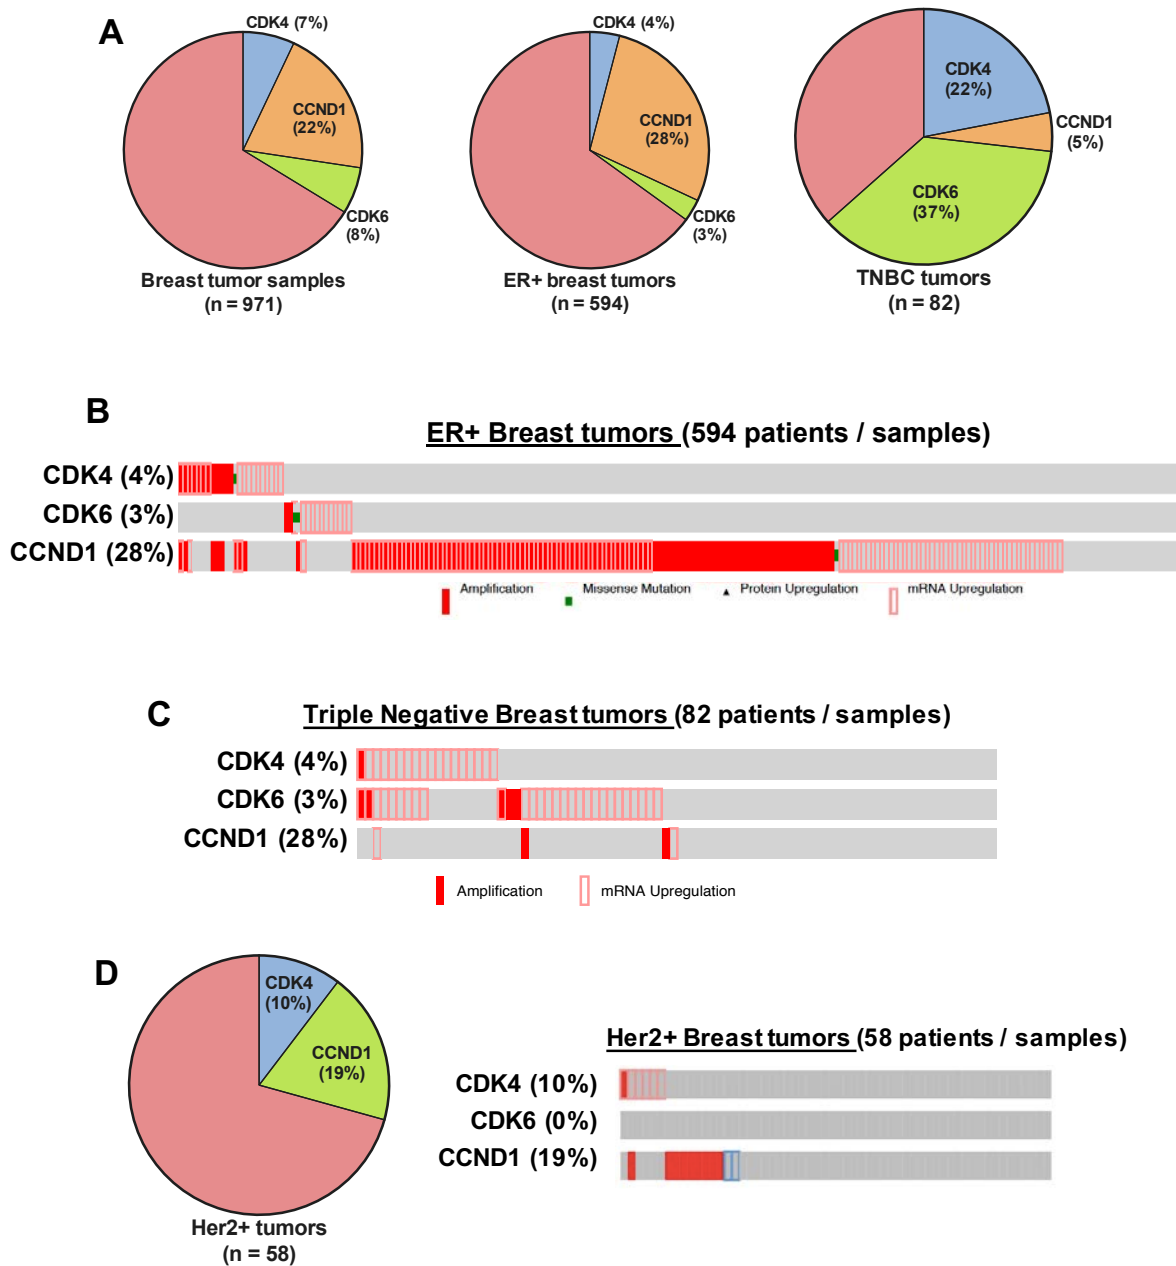 A
CDK4 (7%)
CCND1
(22%)
CDK6
(8%)
Breast tumor samples
(n = 971)
CDK4 (4%)
CCND1
(28%)
CDK6
(3%)
ER+ breast tumors
(n = 594)
CDK4
(22%)
CCND1
(5%)
CDK6
(37%)
TNBC tumors
(n = 82)
B
ER+ Breast tumors (594 patients / samples)
CDK4 (4%)
CDK6 (3%)
CCND1 (28%)
Amplification Missense Mutation Protein Upregulation mRNA Upregulation
C
Triple Negative Breast tumors (82 patients / samples)
CDK4 (4%)
CDK6 (3%)
CCND1 (28%)
Amplification mRNA Upregulation
D
CDK4
(10%)
CCND1
(19%)
Her2+ tumors
(n = 58)
Her2+ Breast tumors (58 patients / samples)
CDK4 (10%)
CDK6 (0%)
CCND1 (19%)